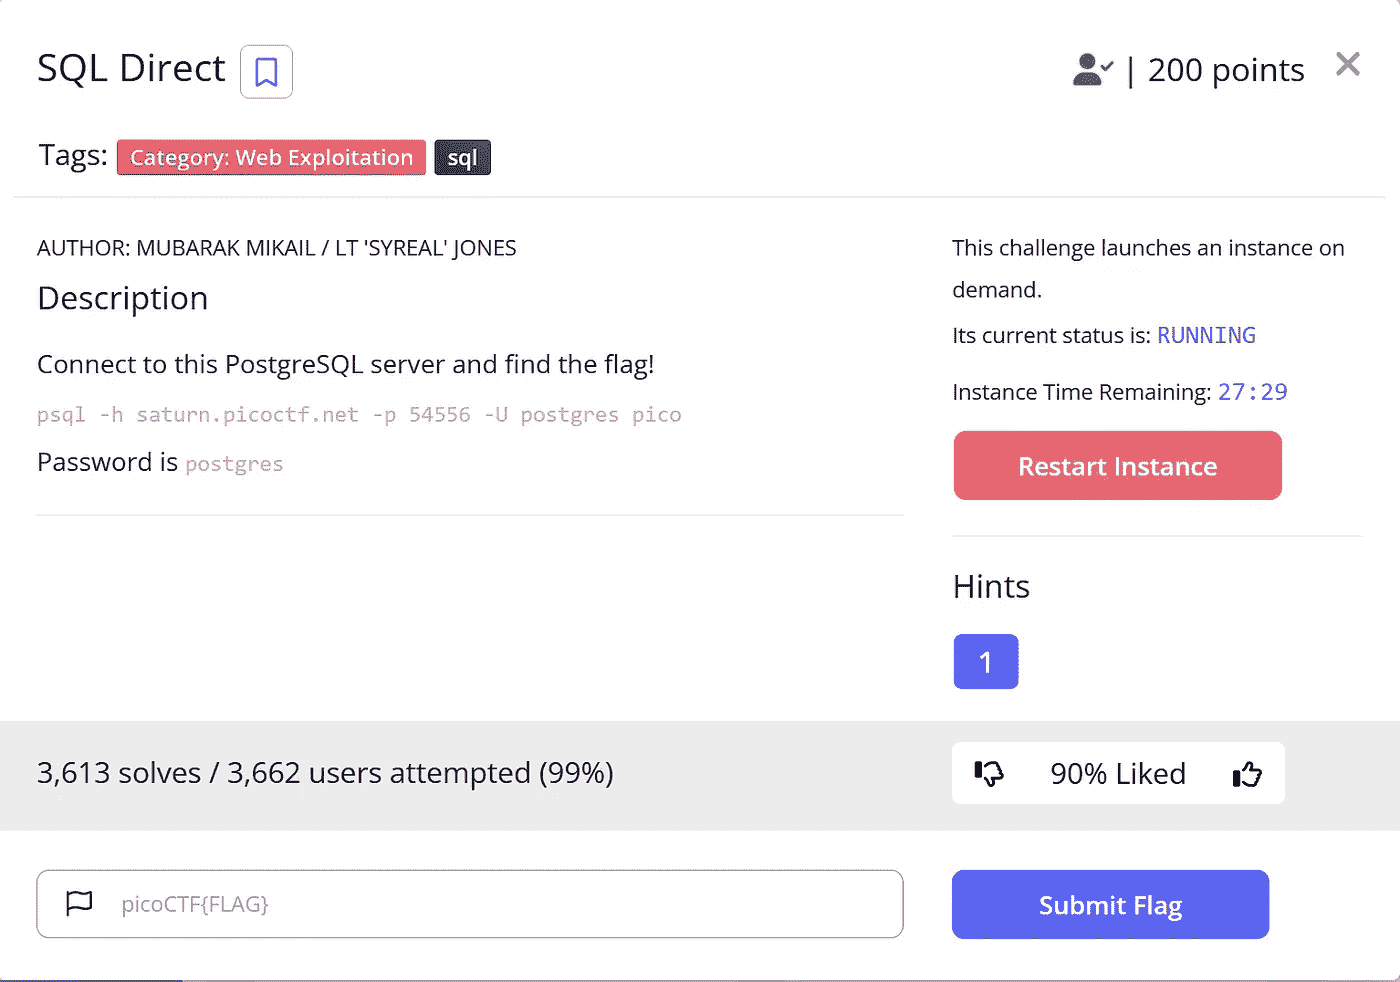 SQL Direct
| 200 points
Tags: Category: Web Exploitation sql
AUTHOR: MUBARAK MIKAIL / LT 'SYREAL' JONES
Description
Connect to this PostgreSQL server and find the flag!
psql -h saturn.picoctf.net -p 54556 -U postgres pico
Password is postgres
This challenge launches an instance on
demand.
Its current status is: RUNNING
Instance Time Remaining: 27:29
Restart Instance
Hints
1
3,613 solves / 3,662 users attempted (99%)
90% Liked
picoCTF{FLAG}
Submit Flag